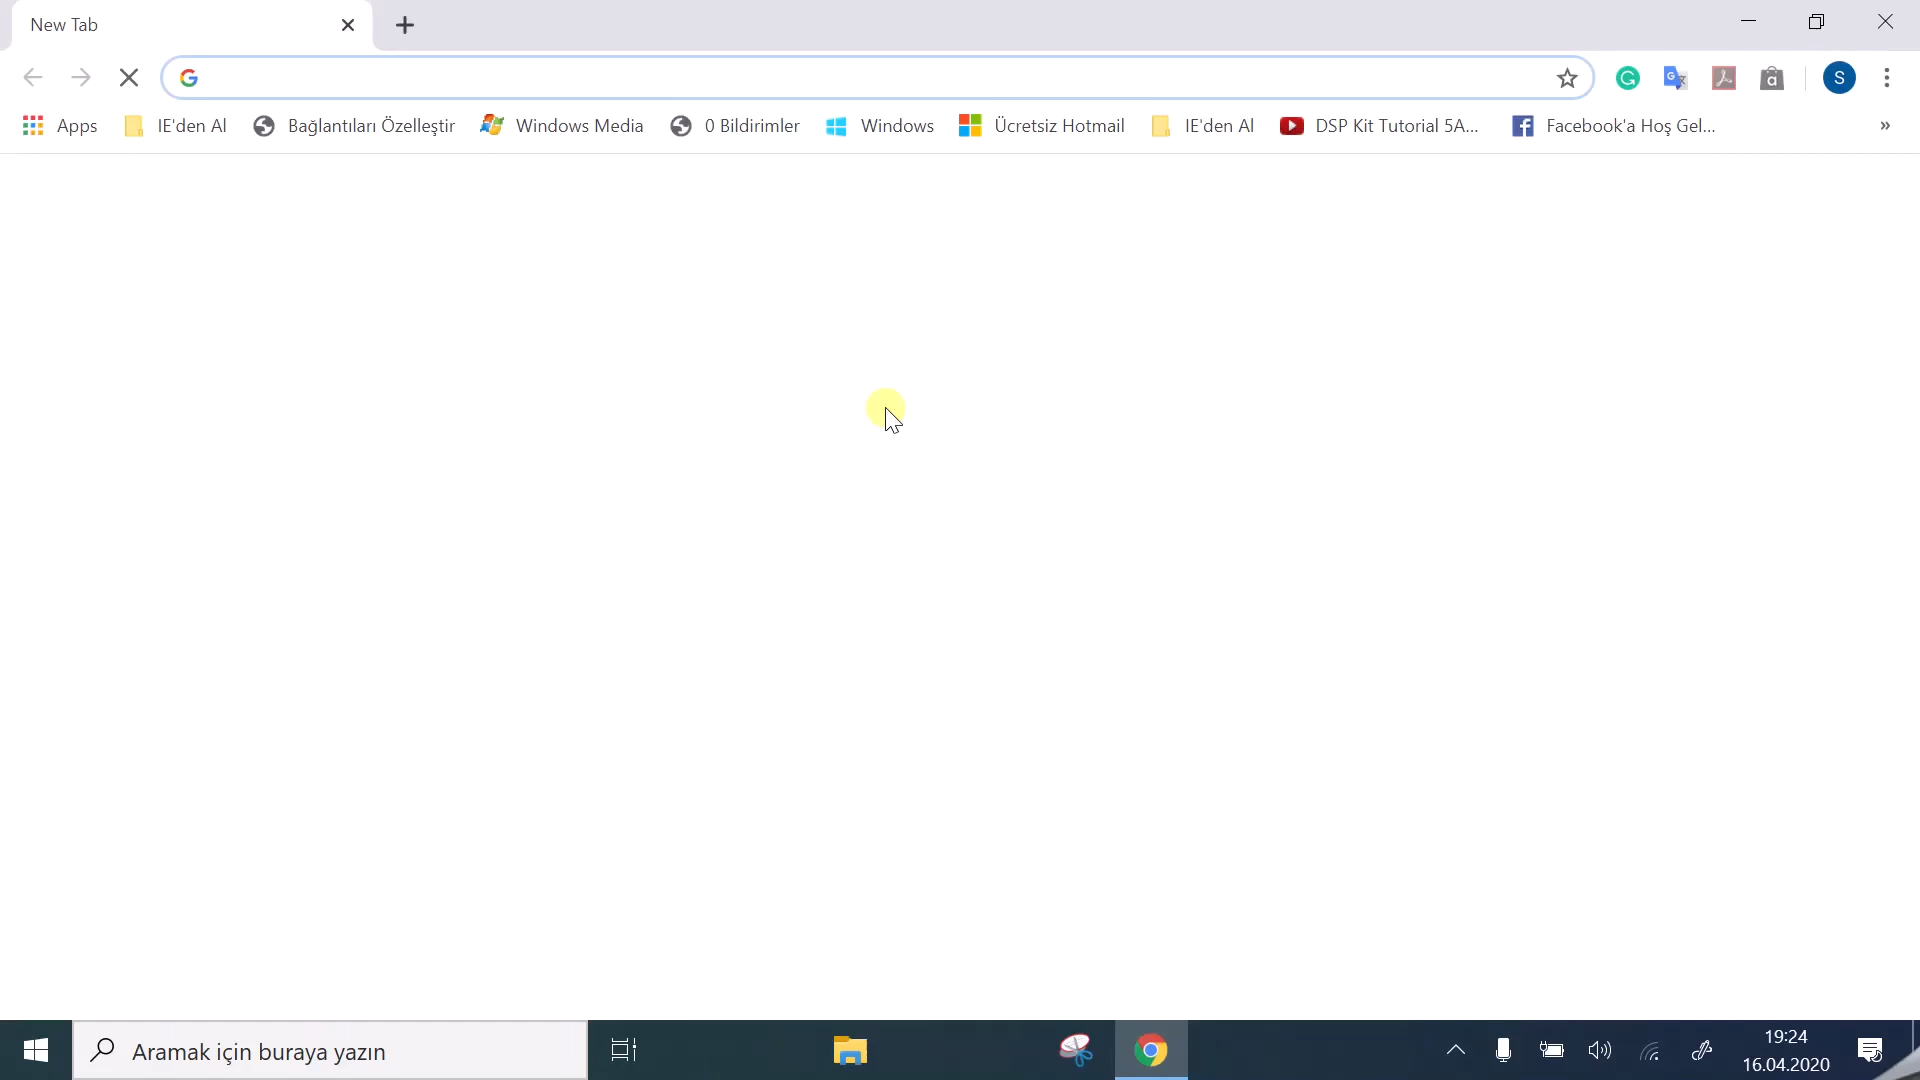 New Tab
S
Apps
IE'den Al
Bağlantıları Özelleştir
Windows Media
0 Bildirimler
Windows
Ücretsiz Hotmail
IE'den Al
DSP Kit Tutorial 5A...
Facebook'a Hoş Gel...
»
Aramak için buraya yazın
19:24
16.04.2020